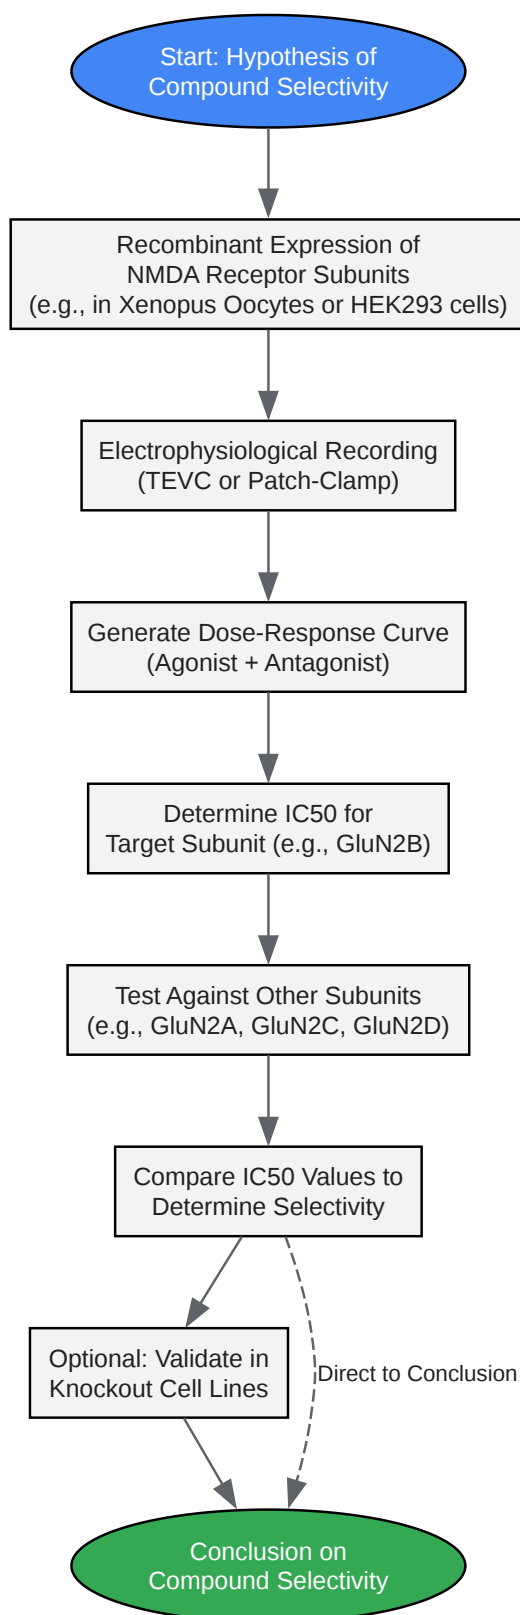 Start: Hypothesis of
Compound Selectivity
Recombinant Expression of
NMDA Receptor Subunits
(e.g., in Xenopus Oocytes or HEK293 cells)
Electrophysiological Recording
(TEVC or Patch-Clamp)
Generate Dose-Response Curve
(Agonist + Antagonist)
Determine IC50 for
Target Subunit (e.g., GluN2B)
Test Against Other Subunits
(e.g., GluN2A, GluN2C, GluN2D)
Compare IC50 Values to
Determine Selectivity
Optional: Validate in
Knockout Cell Lines
Direct to Conclusion
Conclusion on
Compound Selectivity